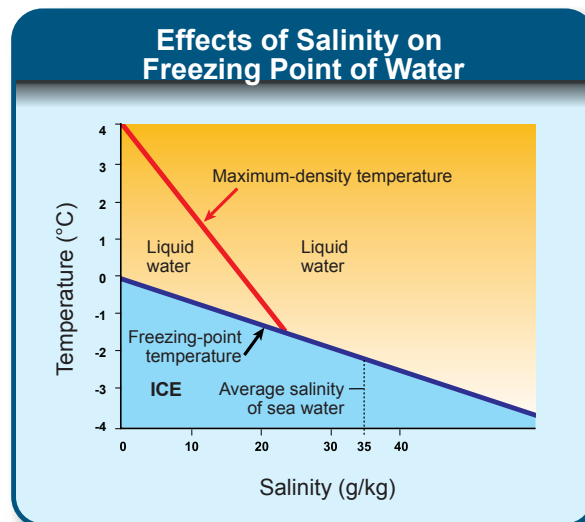 Effects of Salinity on
Freezing Point of Water
4
3
2
1
0
-1
-2
-3
-4
Temperature (°C)
Maximum-density temperature
Liquid
water
Liquid
water
Freezing-point
temperature
ICE
Average salinity
of sea water
0
10
20
30
35
40
Salinity (g/kg)